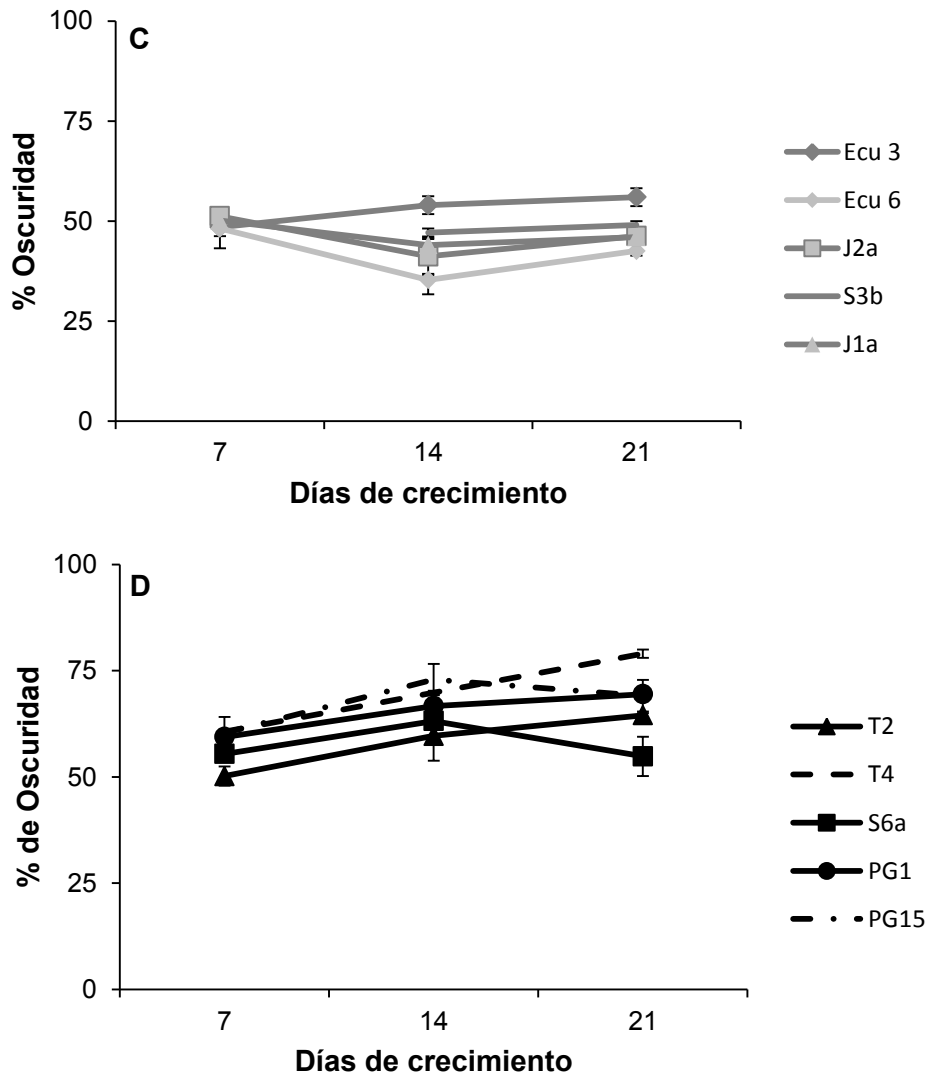 C
100
75
50
25
0
% Oscuridad
7 14 21
Días de crecimiento
Ecu 3
Ecu 6
J2a
S3b
J1a
D
100
75
50
25
0
% de Oscuridad
7 14 21
Días de crecimiento
T2
T4
S6a
PG1
PG15